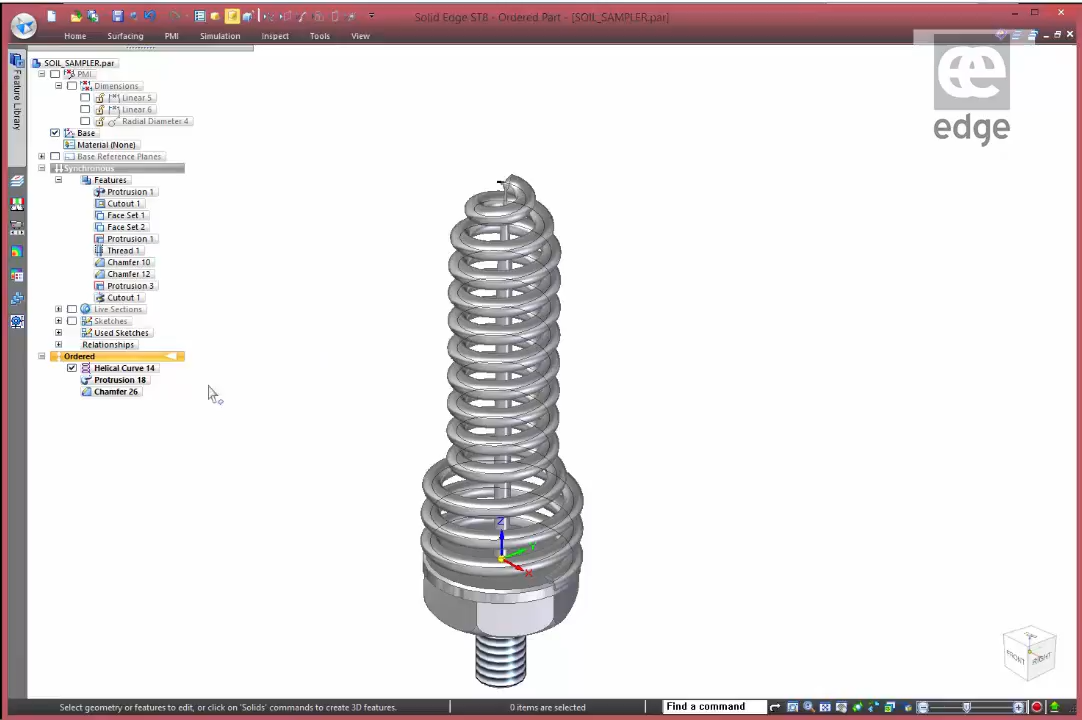 Solid Edge ST8 - Ordered Part - [SOIL_SAMPLER.par]
Home Surfacing PMI Simulation Inspect Tools View
edge
Feature Library
SOIL_SAMPLER.par
PMI
Dimensions
Linear 5
Linear 6
Radial Diameter 4
Base
Material (None)
Base Reference Planes
Synchronous
Features
Protrusion 1
Cutout 1
Face Set 1
Face Set 2
Protrusion 1
Thread 1
Chamfer 10
Chamfer 12
Protrusion 3
Cutout 1
Live Sections
Sketches
Used Sketches
Relationships
Ordered
Helical Curve 14
Protrusion 18
Chamfer 26
Z
Y
X
FRONT RIGHT
Select geometry or features to edit, or click on 'Solids' commands to create 3D features. 0 items are selected Find a command